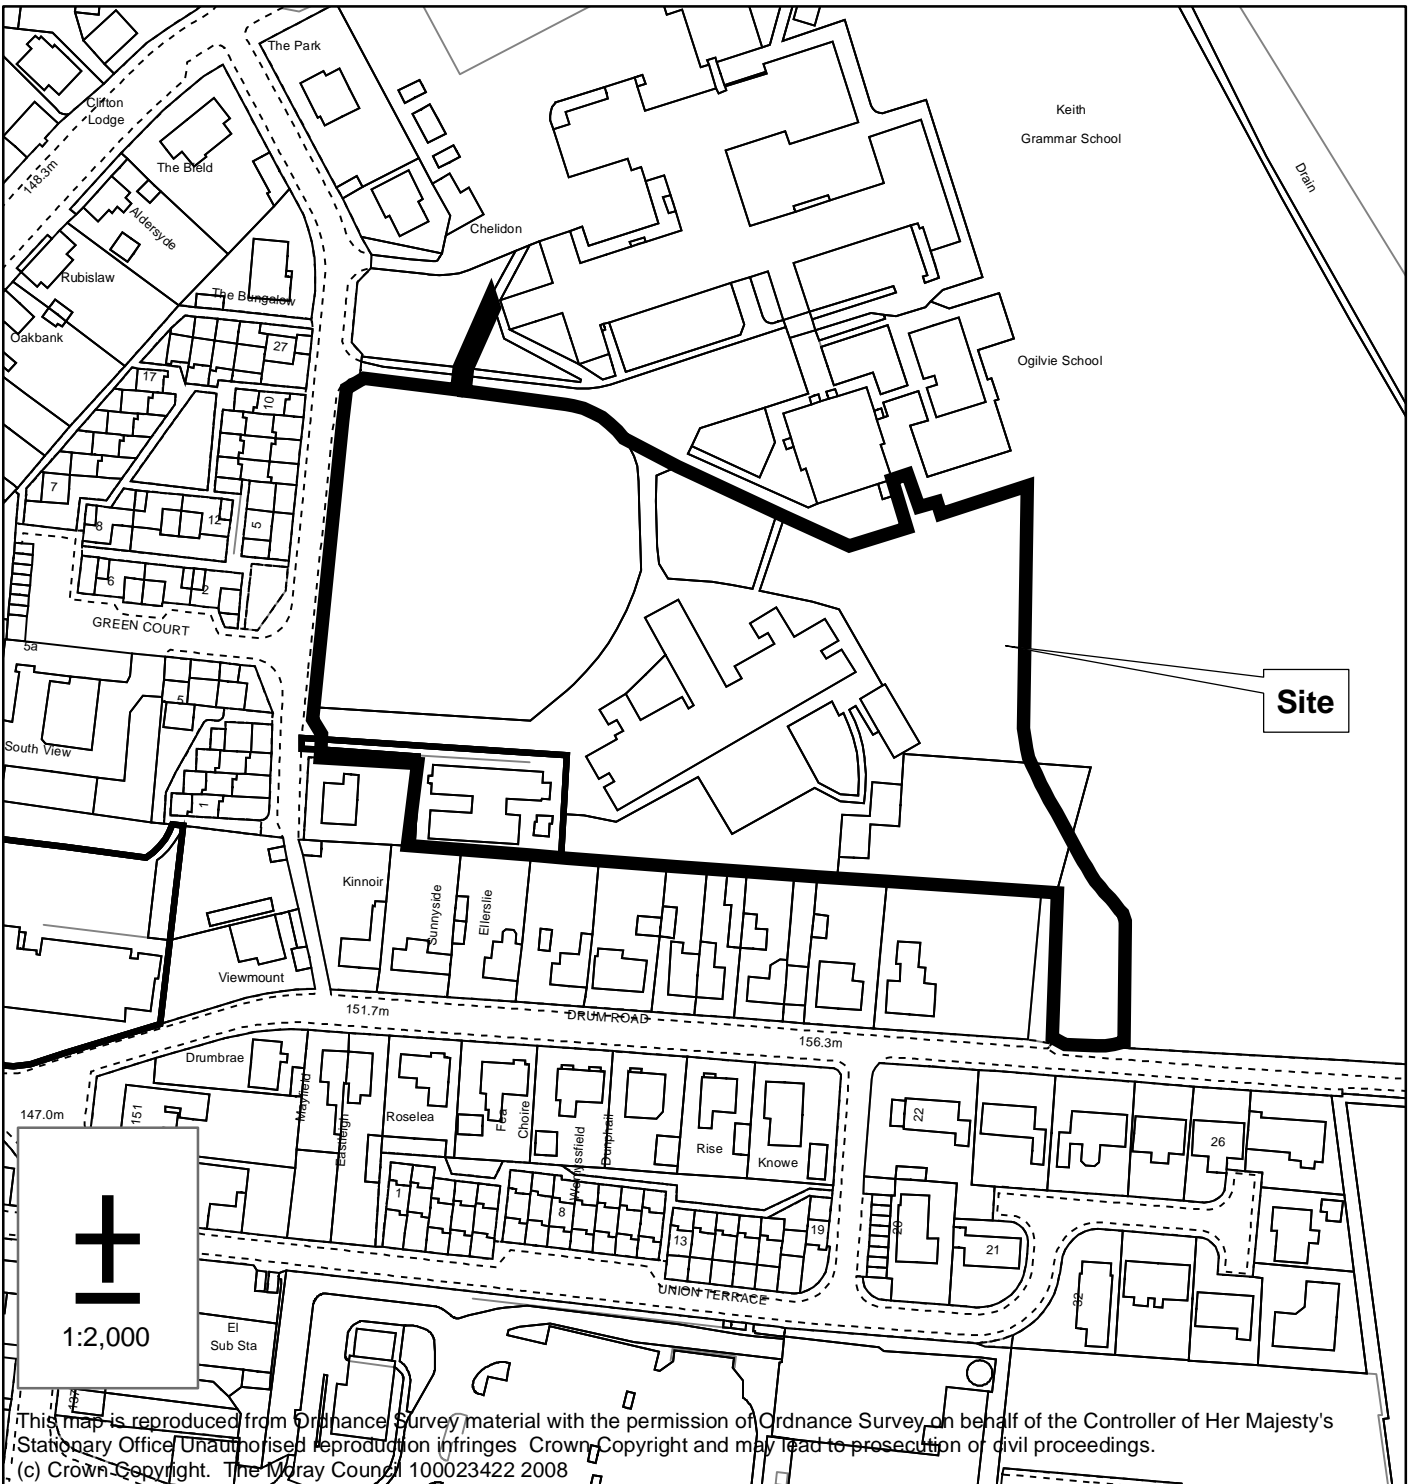 The Park
Clifton
Lodge
Keith
Grammar School
148.3m
The Bield
Drain
Aldersyde
Chelidon
Rubislaw
The Bungalow
Oakbank
27
Ogilvie School
17
10
7
8
12
5
6
2
GREEN COURT
5a
5
Site
South View
1
Kinnoir
Sunnyside
Ellerslie
Viewmount
151.7m
DRUM ROAD
156.3m
Drumbrae
Mayfield
Eastleigh
Roselea
Fea
Choire
Wemyssfield
Dunphail
Rise
Knowe
22
26
147.0m
151
1
8
13
19
20
21
32
UNION TERRACE
1:2,000
El
Sub Sta
137
This map is reproduced from Ordnance Survey material with the permission of Ordnance Survey on behalf of the Controller of Her Majesty's
Stationary Office Unauthorised reproduction infringes Crown Copyright and may lead to prosecution or civil proceedings.
(c) Crown Copyright. The Moray Council 100023422 2008